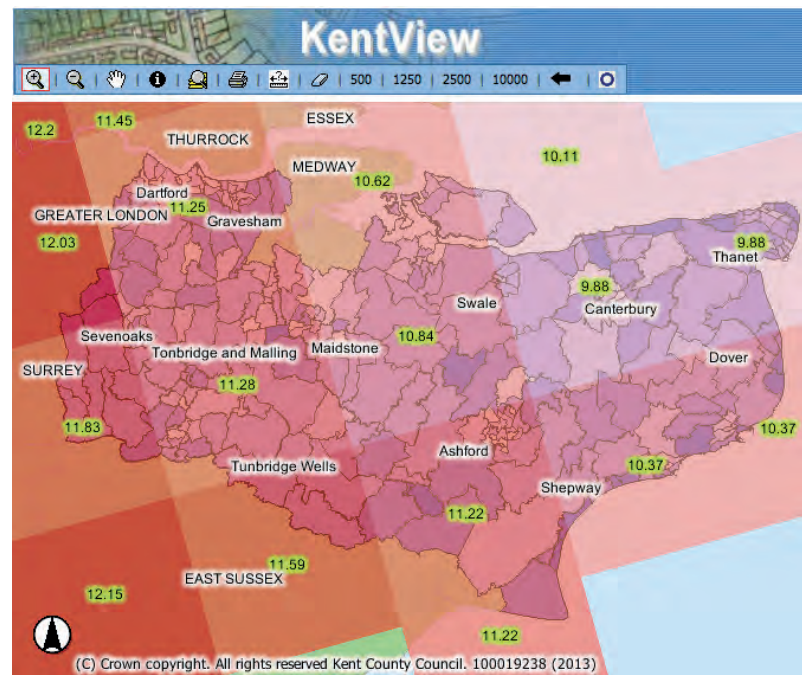 KentView
500 | 1250 | 2500 | 10000
12.2
11.45
ESSEX
THURROCK
10.11
MEDWAY
10.62
Dartford
11.25
GREATER LONDON
Gravesham
12.03
9.88
Thanet
9.88
Swale
Canterbury
Sevenoaks
10.84
Tonbridge and Malling
Maidstone
Dover
SURREY
11.28
11.83
10.37
Ashford
Tunbridge Wells
10.37
Shepway
11.22
11.59
EAST SUSSEX
12.15
11.22
(C) Crown copyright. All rights reserved Kent County Council. 100019238 (2013)